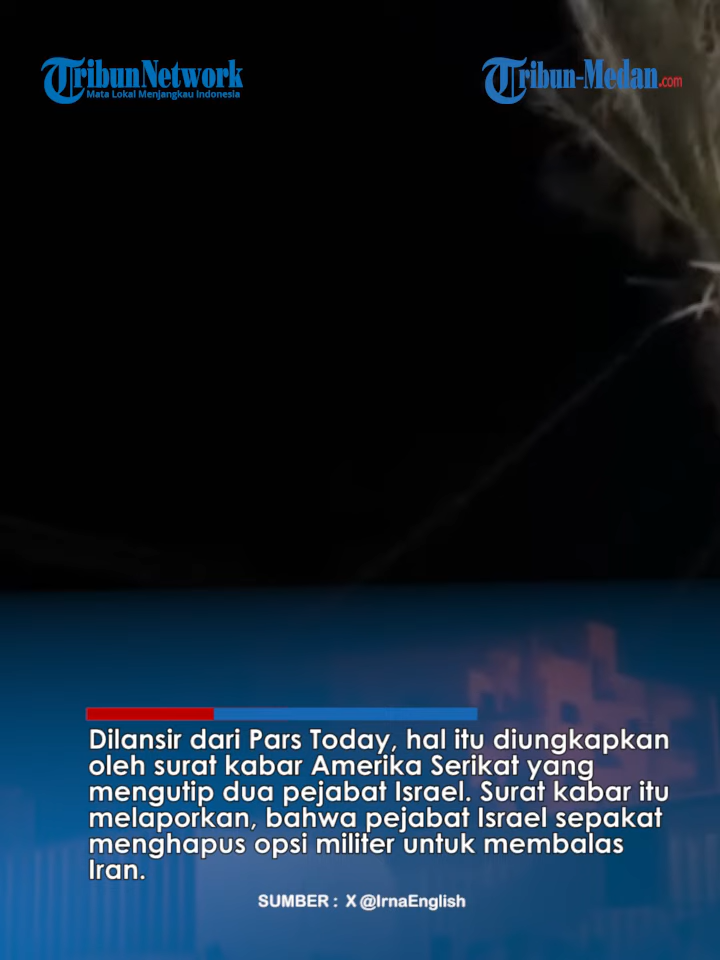 TribunNetwork
Mata Lokal Menjangkau Indonesia
Tribun-Medan.com
Dilansir dari Pars Today, hal itu diungkapkan
oleh surat kabar Amerika Serikat yang
mengutip dua pejabat Israel. Surat kabar itu
melaporkan, bahwa pejabat Israel sepakat
menghapus opsi militer untuk membalas
Iran.
SUMBER : X @IrnaEnglish